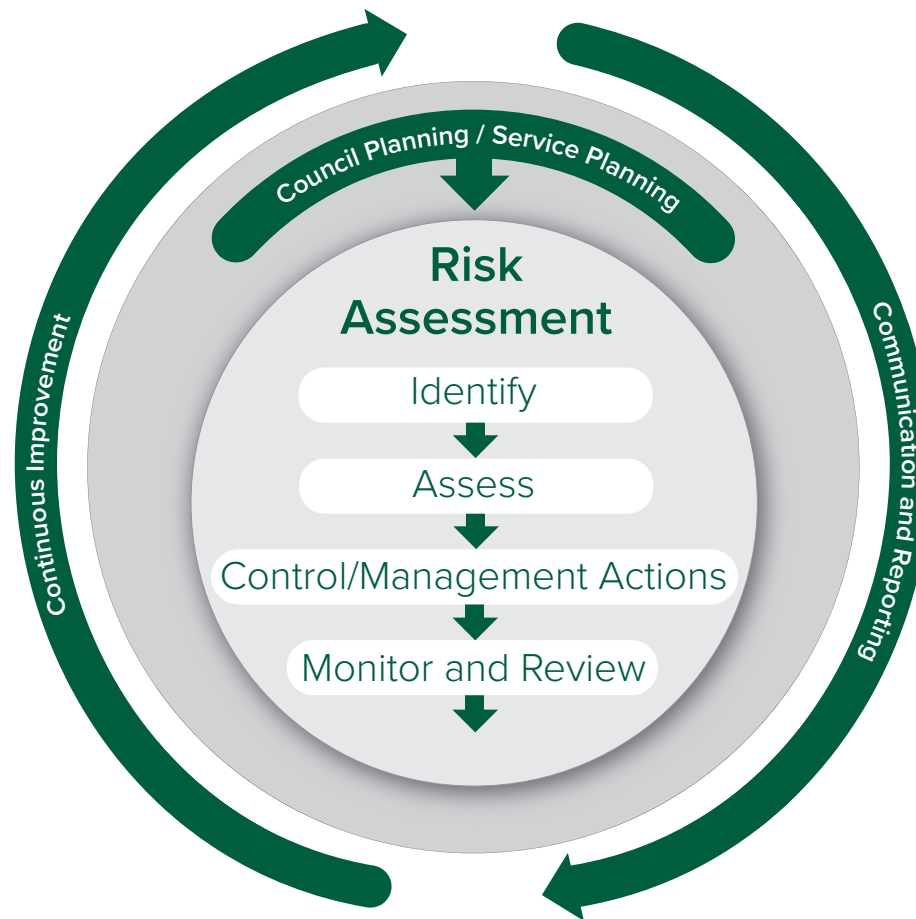 Council Planning / Service Planning
Risk
Assessment
Identify
Assess
Control/Management Actions
Monitor and Review
Continuous Improvement
Communication and Reporting